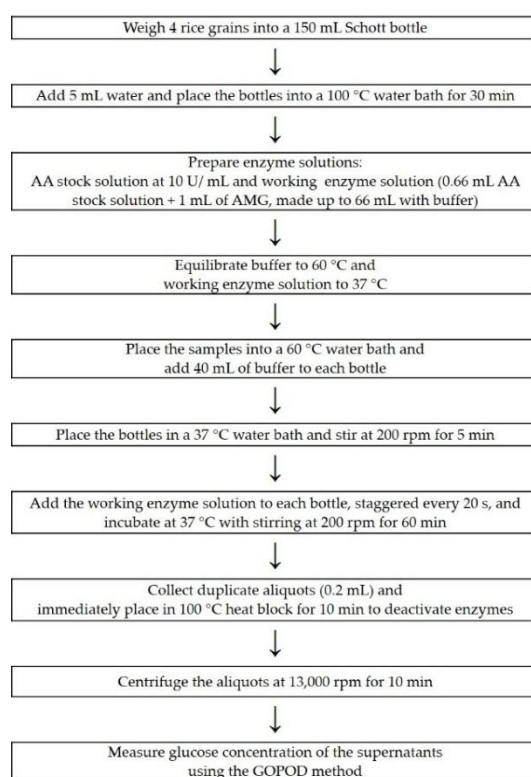 Weigh 4 rice grains into a 150 mL Schott bottle
Add 5 mL water and place the bottles into a 100 °C water bath for 30 min
Prepare enzyme solutions:
AA stock solution at 10 U/ mL and working enzyme solution (0.66 mL AA
stock solution + 1 mL of AMG, made up to 66 mL with buffer)
Equilibrate buffer to 60 °C and
working enzyme solution to 37 °C
Place the samples into a 60 °C water bath and
add 40 mL of buffer to each bottle
Place the bottles in a 37 °C water bath and stir at 200 rpm for 5 min
Add the working enzyme solution to each bottle, staggered every 20 s, and
incubate at 37 °C with stirring at 200 rpm for 60 min
Collect duplicate aliquots (0.2 mL) and
immediately place in 100 °C heat block for 10 min to deactivate enzymes
Centrifuge the aliquots at 13,000 rpm for 10 min
Measure glucose concentration of the supernatants
using the GOPOD method